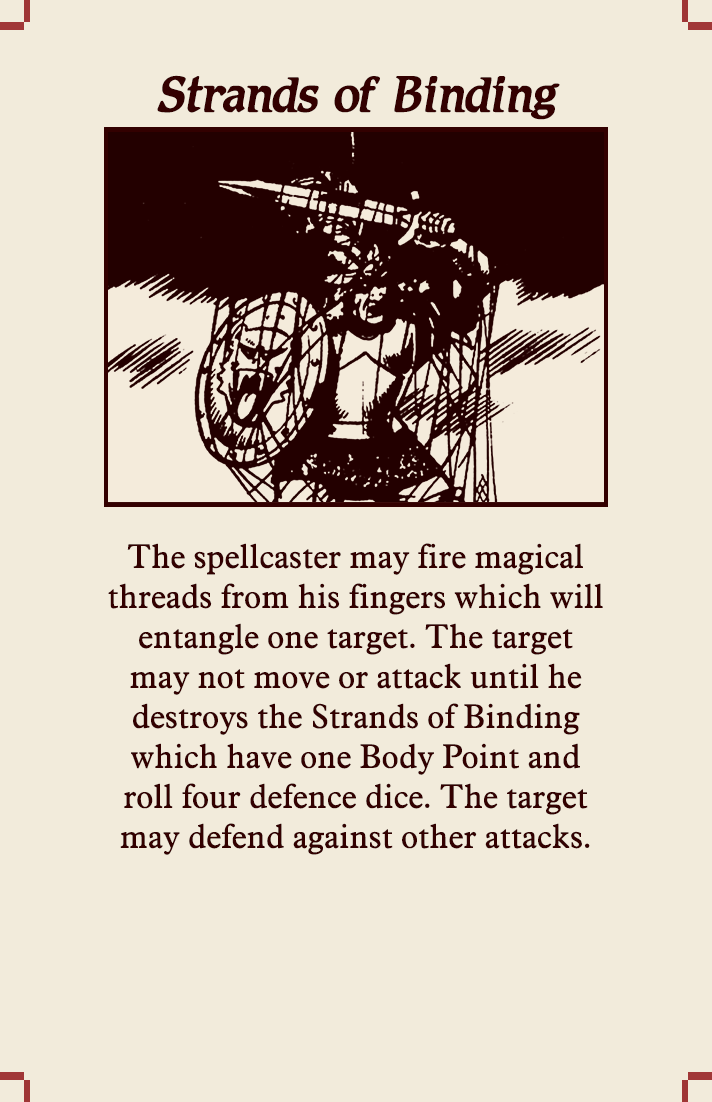 Strands of Binding
The spellcaster may fire magical
threads from his fingers which will
entangle one target. The target
may not move or attack until he
destroys the Strands of Binding
which have one Body Point and
roll four defence dice. The target
may defend against other attacks.